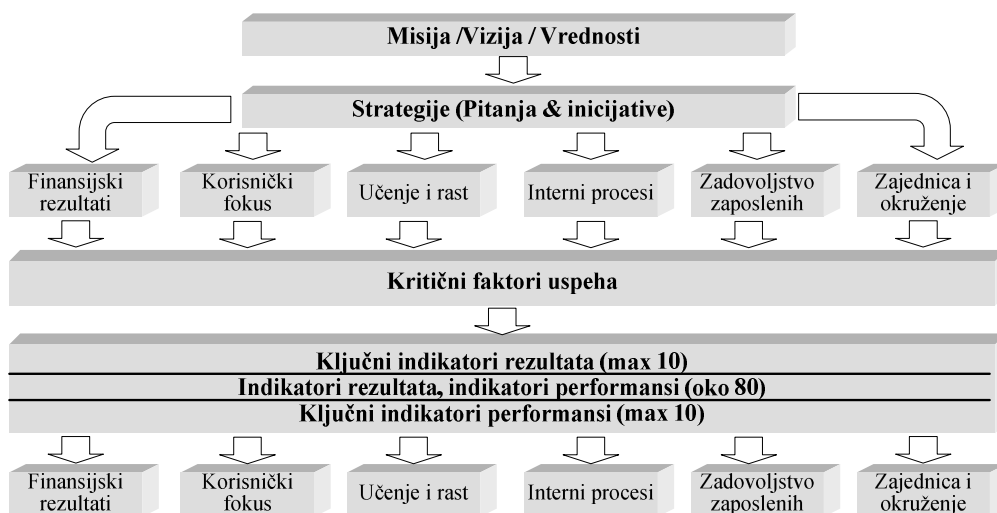 Misija /Vizija / Vrednosti
Strategije (Pitanja & inicijative)
Finansijski
rezultati
Korisnički
fokus
Učenje i rast
Interni procesi
Zadovoljstvo
zaposlenih
Zajednica i
okruženje
Kritični faktori uspeha
Ključni indikatori rezultata (max 10)
Indikatori rezultata, indikatori performansi (oko 80)
Ključni indikatori performansi (max 10)
Finansijski
rezultati
Korisnički
fokus
Učenje i rast
Interni procesi
Zadovoljstvo
zaposlenih
Zajednica i
okruženje